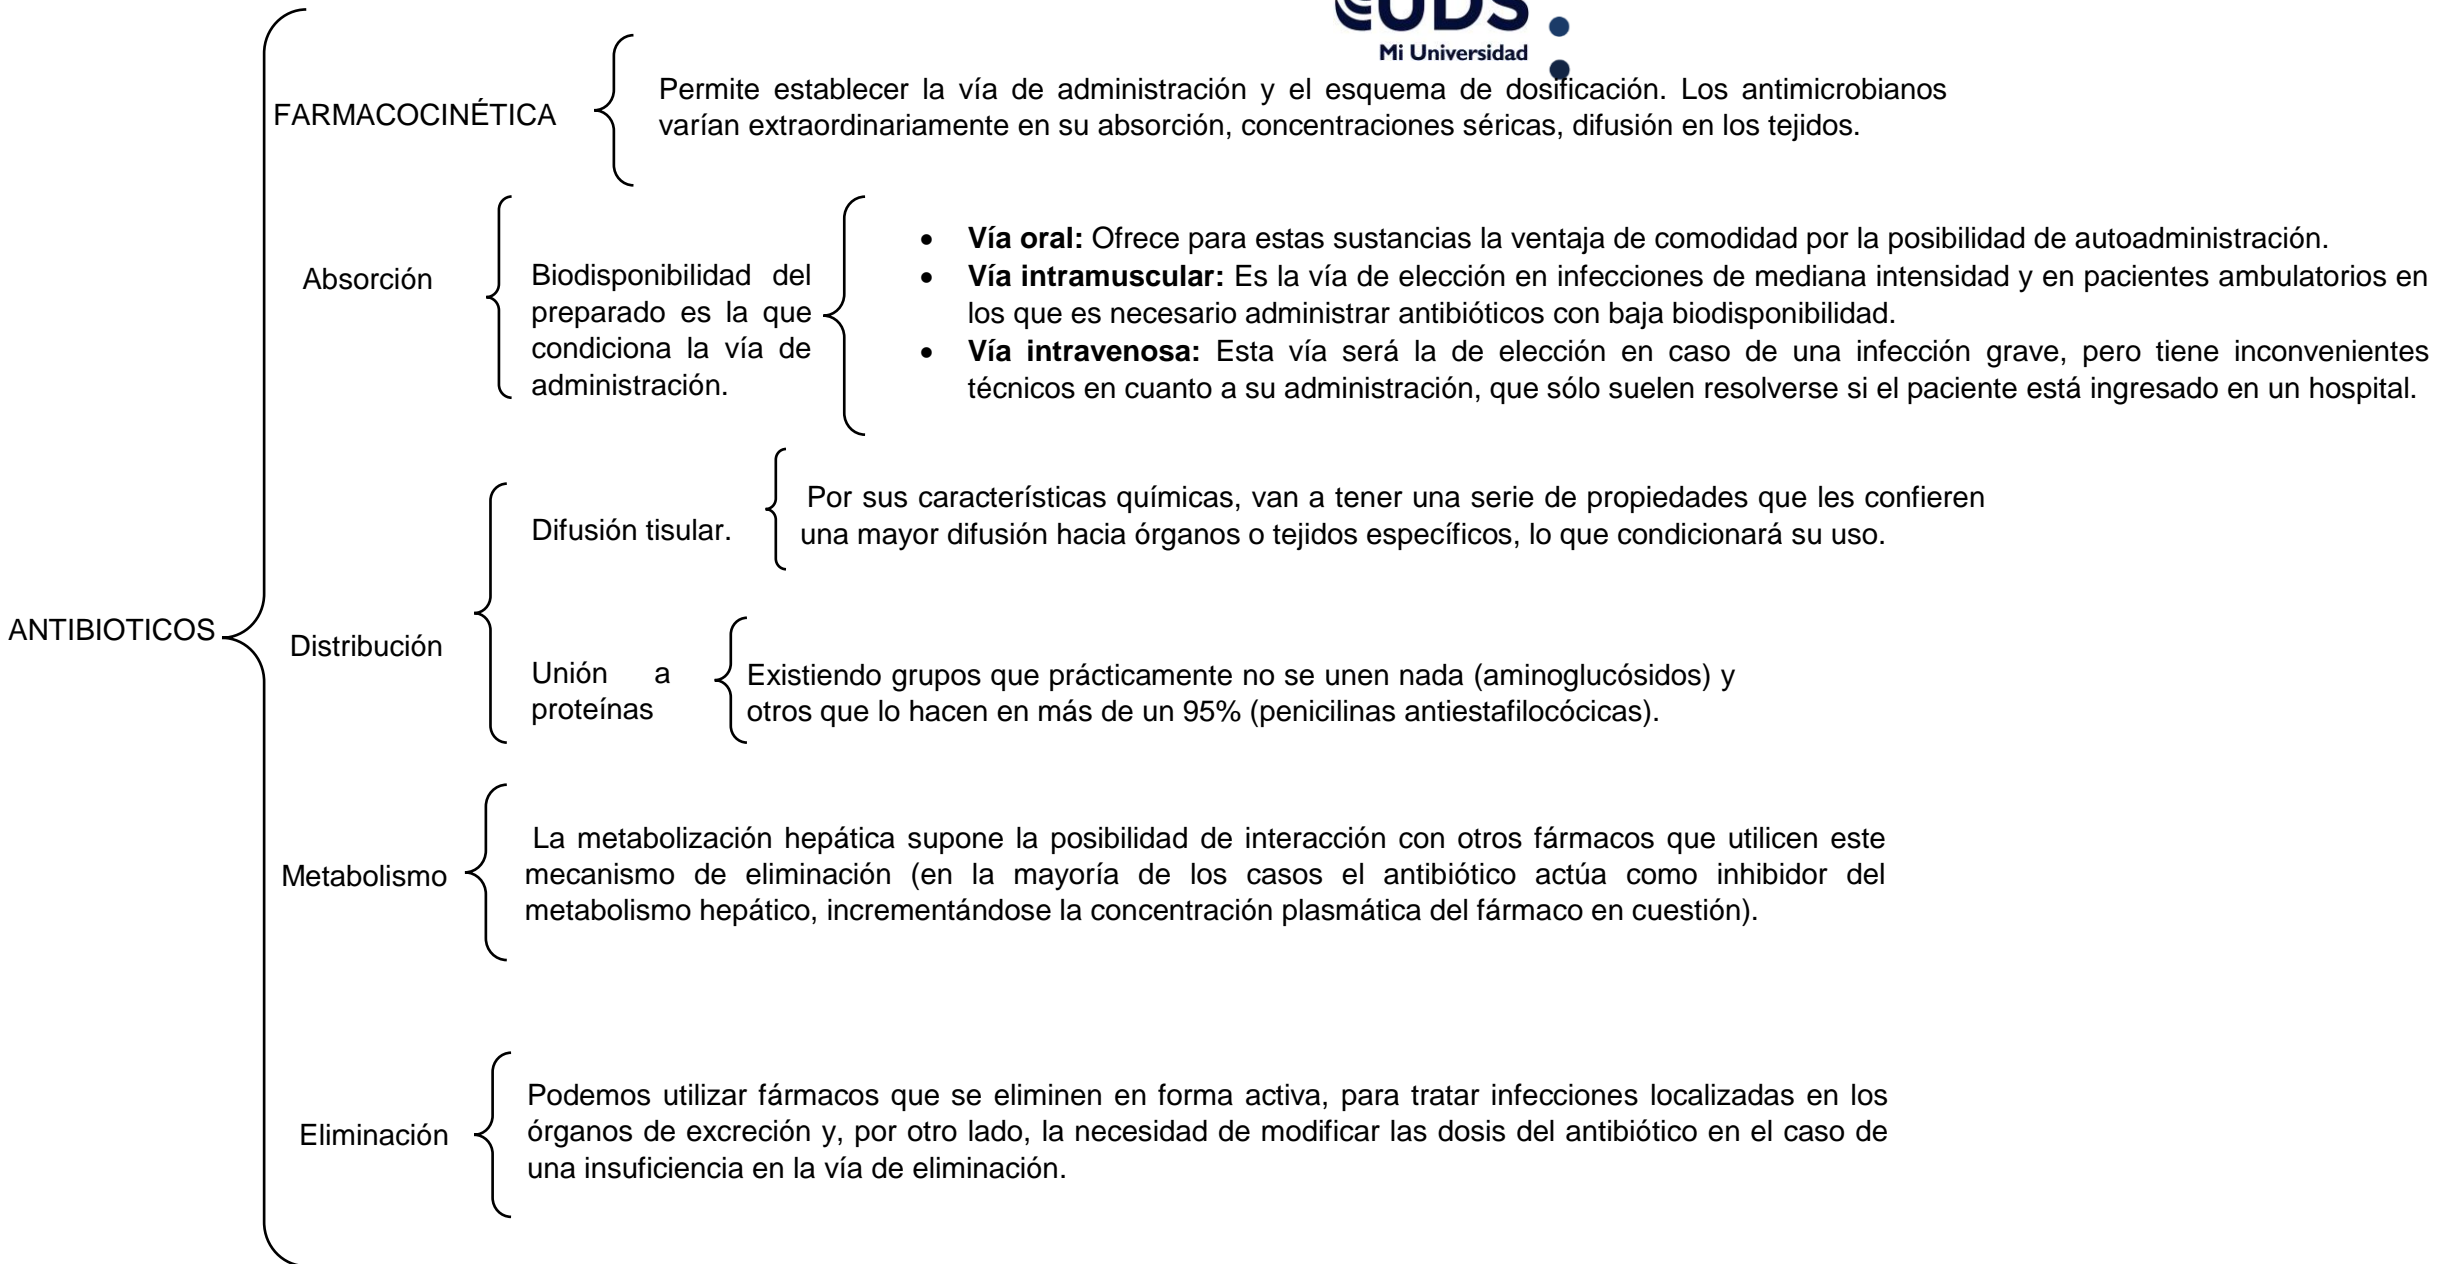 UDS
Mi Universidad
FARMACOCINÉTICA
Permite establecer la vía de administración y el esquema de dosificación. Los antimicrobianos
varían extraordinariamente en su absorción, concentraciones séricas, difusión en los tejidos.
Absorción
Biodisponibilidad del
preparado es la que
condiciona la vía de
administración.
• Vía oral: Ofrece para estas sustancias la ventaja de comodidad por la posibilidad de autoadministración.
• Vía intramuscular: Es la vía de elección en infecciones de mediana intensidad y en pacientes ambulatorios en
los que es necesario administrar antibióticos con baja biodisponibilidad.
• Vía intravenosa: Esta vía será la de elección en caso de una infección grave, pero tiene inconvenientes
técnicos en cuanto a su administración, que sólo suelen resolverse si el paciente está ingresado en un hospital.
ANTIBIOTICOS
Distribución
Difusión tisular.
Por sus características químicas, van a tener una serie de propiedades que les confieren
una mayor difusión hacia órganos o tejidos específicos, lo que condicionará su uso.
Unión a
proteínas
Existiendo grupos que prácticamente no se unen nada (aminoglucósidos) y
otros que lo hacen en más de un 95% (penicilinas antiestafilocócicas).
Metabolismo
La metabolización hepática supone la posibilidad de interacción con otros fármacos que utilicen este
mecanismo de eliminación (en la mayoría de los casos el antibiótico actúa como inhibidor del
metabolismo hepático, incrementándose la concentración plasmática del fármaco en cuestión).
Eliminación
Podemos utilizar fármacos que se eliminen en forma activa, para tratar infecciones localizadas en los
órganos de excreción y, por otro lado, la necesidad de modificar las dosis del antibiótico en el caso de
una insuficiencia en la vía de eliminación.